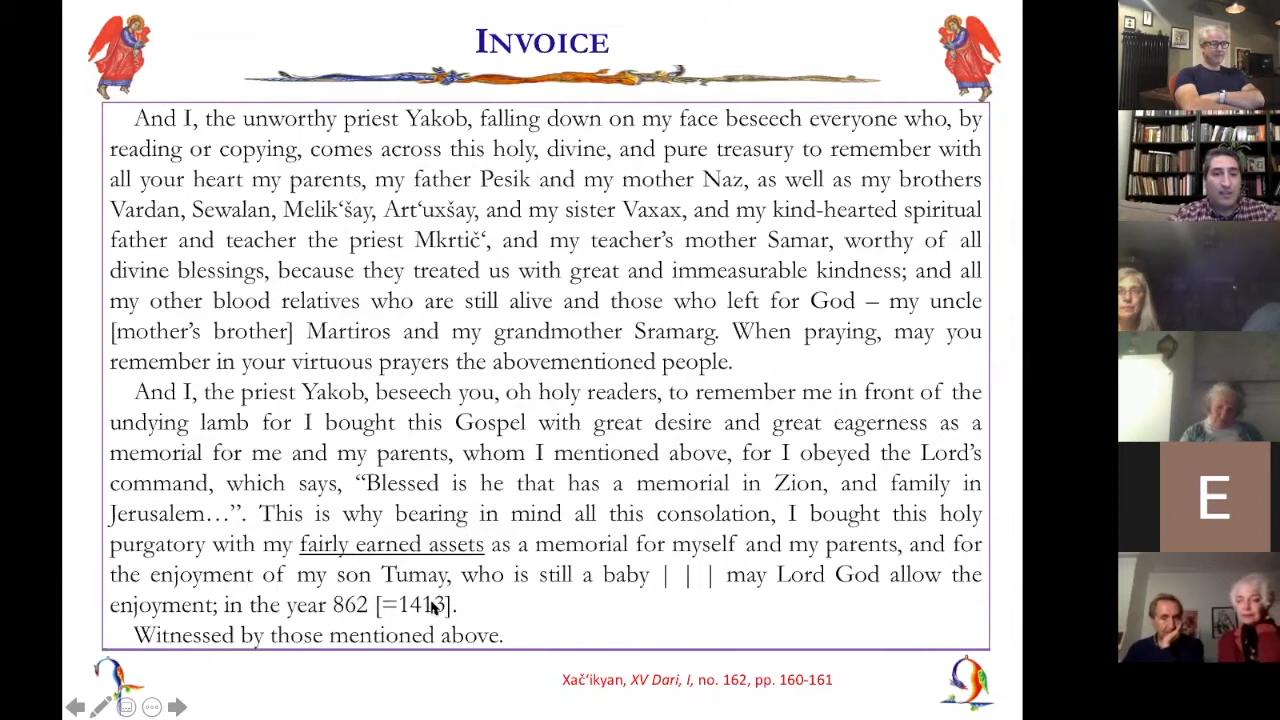 INVOICE
And I, the unworthy priest Yakob, falling down on my face beseech everyone who, by
reading or copying, comes across this holy, divine, and pure treasury to remember with
all your heart my parents, my father Pesik and my mother Naz, as well as my brothers
Vardan, Sewalan, Melik‘šay, Art‘uxšay, and my sister Vaxax, and my kind-hearted spiritual
father and teacher the priest Mkrtič‘, and my teacher’s mother Samar, worthy of all
divine blessings, because they treated us with great and immeasurable kindness; and all
my other blood relatives who are still alive and those who left for God – my uncle
[mother’s brother] Martiros and my grandmother Sramarg. When praying, may you
remember in your virtuous prayers the abovementioned people.
And I, the priest Yakob, beseech you, oh holy readers, to remember me in front of the
undying lamb for I bought this Gospel with great desire and great eagerness as a
memorial for me and my parents, whom I mentioned above, for I obeyed the Lord’s
command, which says, “Blessed is he that has a memorial in Zion, and family in
Jerusalem…”. This is why bearing in mind all this consolation, I bought this holy
purgatory with my fairly earned assets as a memorial for myself and my parents, and for
the enjoyment of my son Tumay, who is still a baby | | | may Lord God allow the
enjoyment; in the year 862 [=1413].
Witnessed by those mentioned above.
Xač‘ikyan, XV Dari, I, no. 162, pp. 160-161
E